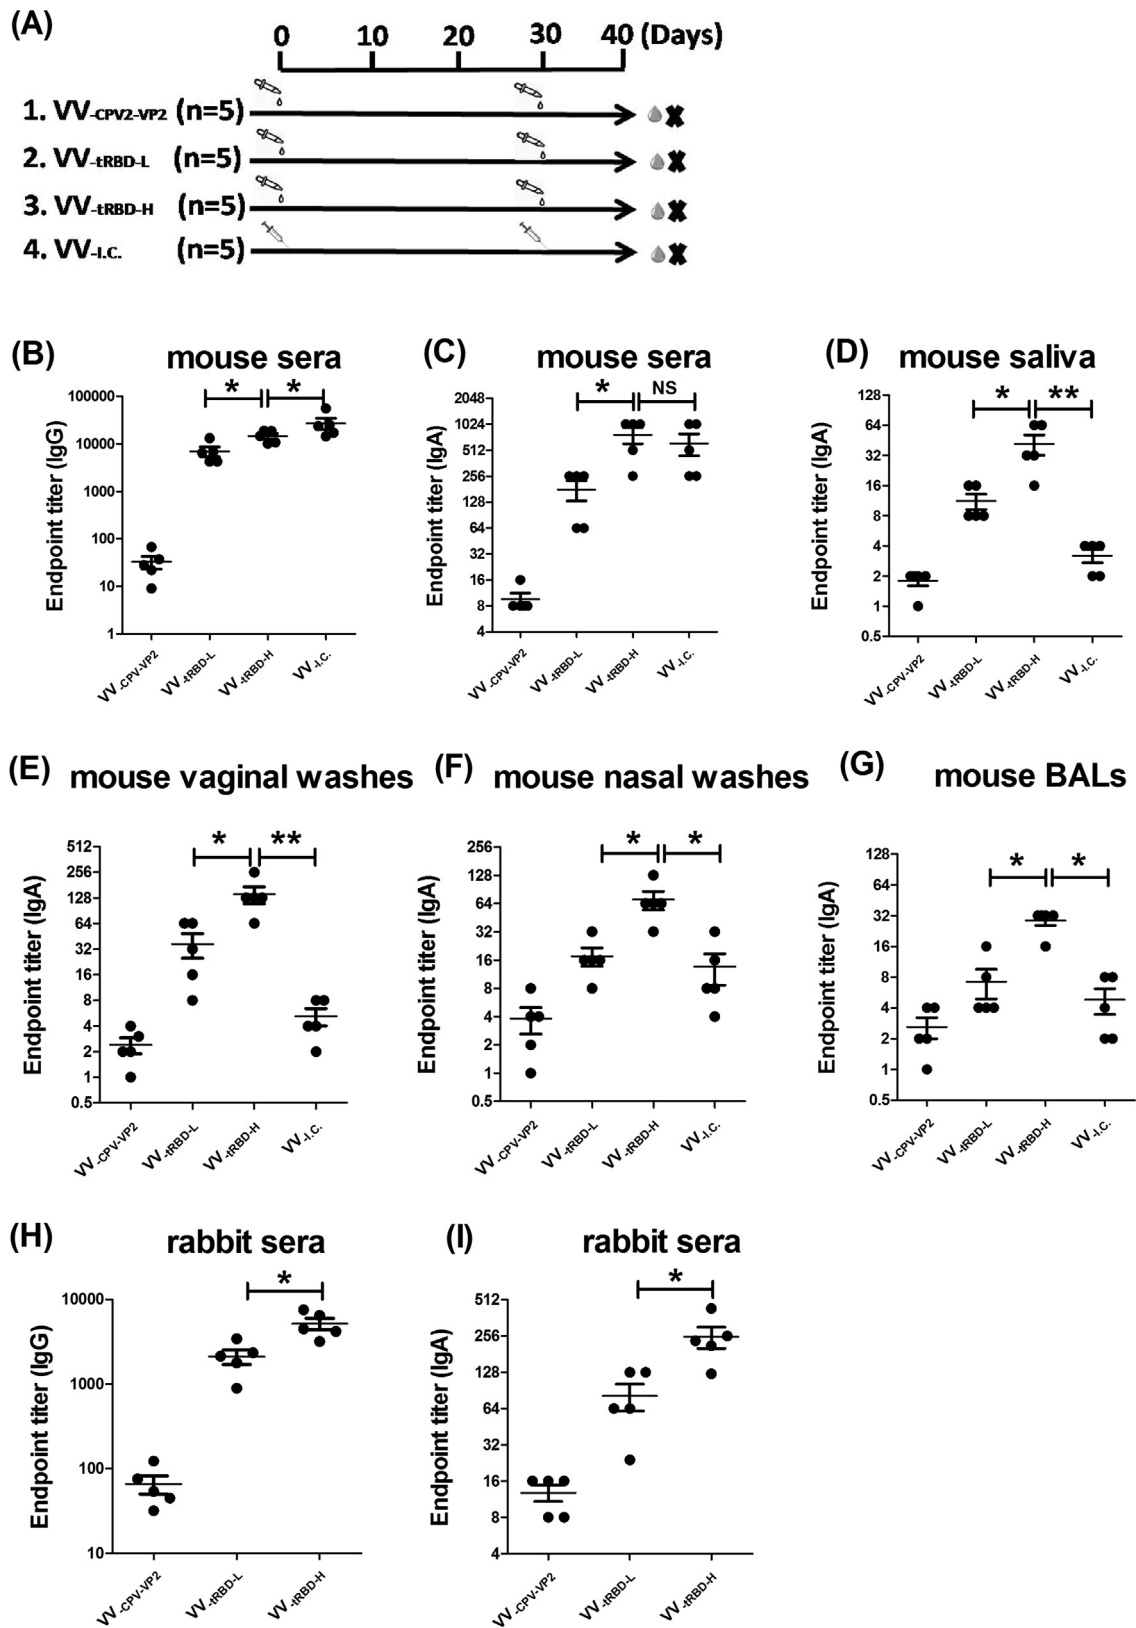 (A)
0 10 20 30 40 (Days)
1. VV-CPV2-VP2 (n=5)
2. VV-tRBD-L (n=5)
3. VV-tRBD-H (n=5)
4. VV-I.C. (n=5)
(B) mouse sera
Endpoint titer (IgG)
100000
10000
1000
100
10
1
* *
VV-CPV-VP2 VV-tRBD-L VV-tRBD-H VV-I.C.
(C) mouse sera
Endpoint titer (IgA)
2048
1024
512
256
128
64
32
16
8
4
* NS
VV-CPV-VP2 VV-tRBD-L VV-tRBD-H VV-I.C.
(D) mouse saliva
Endpoint titer (IgA)
128
64
32
16
8
4
2
1
0.5
* **
VV-CPV-VP2 VV-tRBD-L VV-tRBD-H VV-I.C.
(E) mouse vaginal washes
Endpoint titer (IgA)
512
256
128
64
32
16
8
4
2
1
0.5
* **
VV-CPV-VP2 VV-tRBD-L VV-tRBD-H VV-I.C.
(F) mouse nasal washes
Endpoint titer (IgA)
256
128
64
32
16
8
4
2
1
0.5
* *
VV-CPV-VP2 VV-tRBD-L VV-tRBD-H VV-I.C.
(G) mouse BALs
Endpoint titer (IgA)
128
64
32
16
8
4
2
1
0.5
* *
VV-CPV-VP2 VV-tRBD-L VV-tRBD-H VV-I.C.
(H) rabbit sera
Endpoint titer (IgG)
10000
1000
100
10
*
VV-CPV-VP2 VV-tRBD-L VV-tRBD-H
(I) rabbit sera
Endpoint titer (IgA)
512
256
128
64
32
16
8
4
*
VV-CPV-VP2 VV-tRBD-L VV-tRBD-H